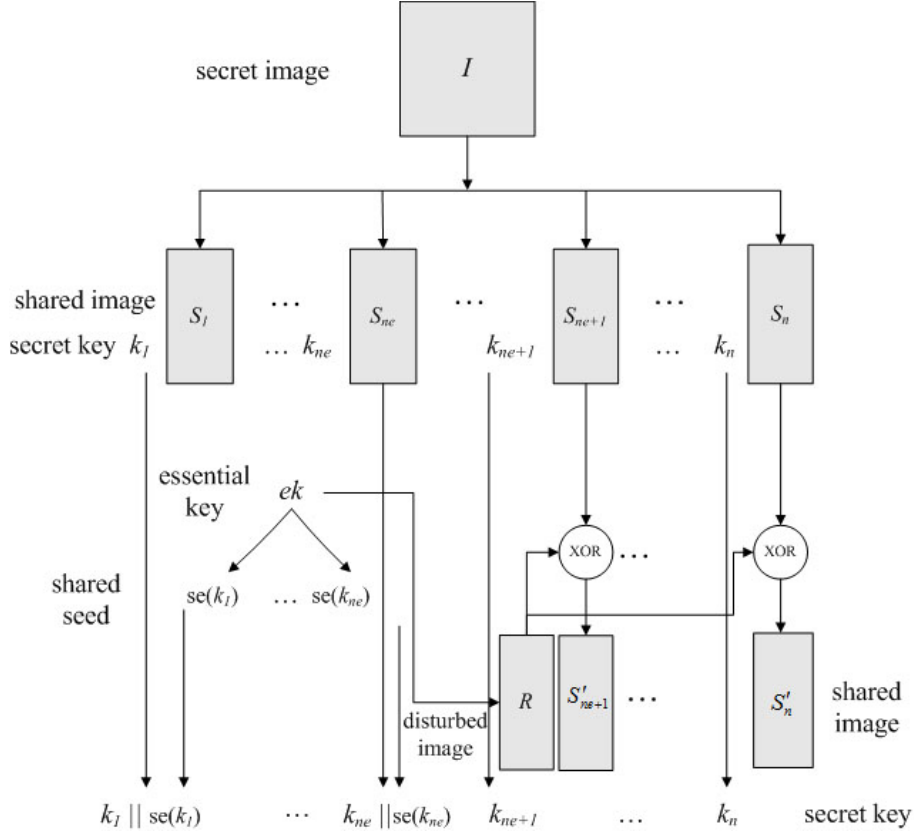 secret image I
shared image S₁ ... Sₙₑ ... Sₙₑ₊₁ ... Sₙ
secret key k₁ ... kₙₑ kₙₑ₊₁ ... kₙ
essential key ek
XOR ... XOR
shared seed se(k₁) ... se(kₙₑ)
R S′ₙₑ₊₁ ... S′ₙ shared image
disturbed image
k₁ || se(k₁) ... kₙₑ ||se(kₙₑ) kₙₑ₊₁ ... kₙ secret key